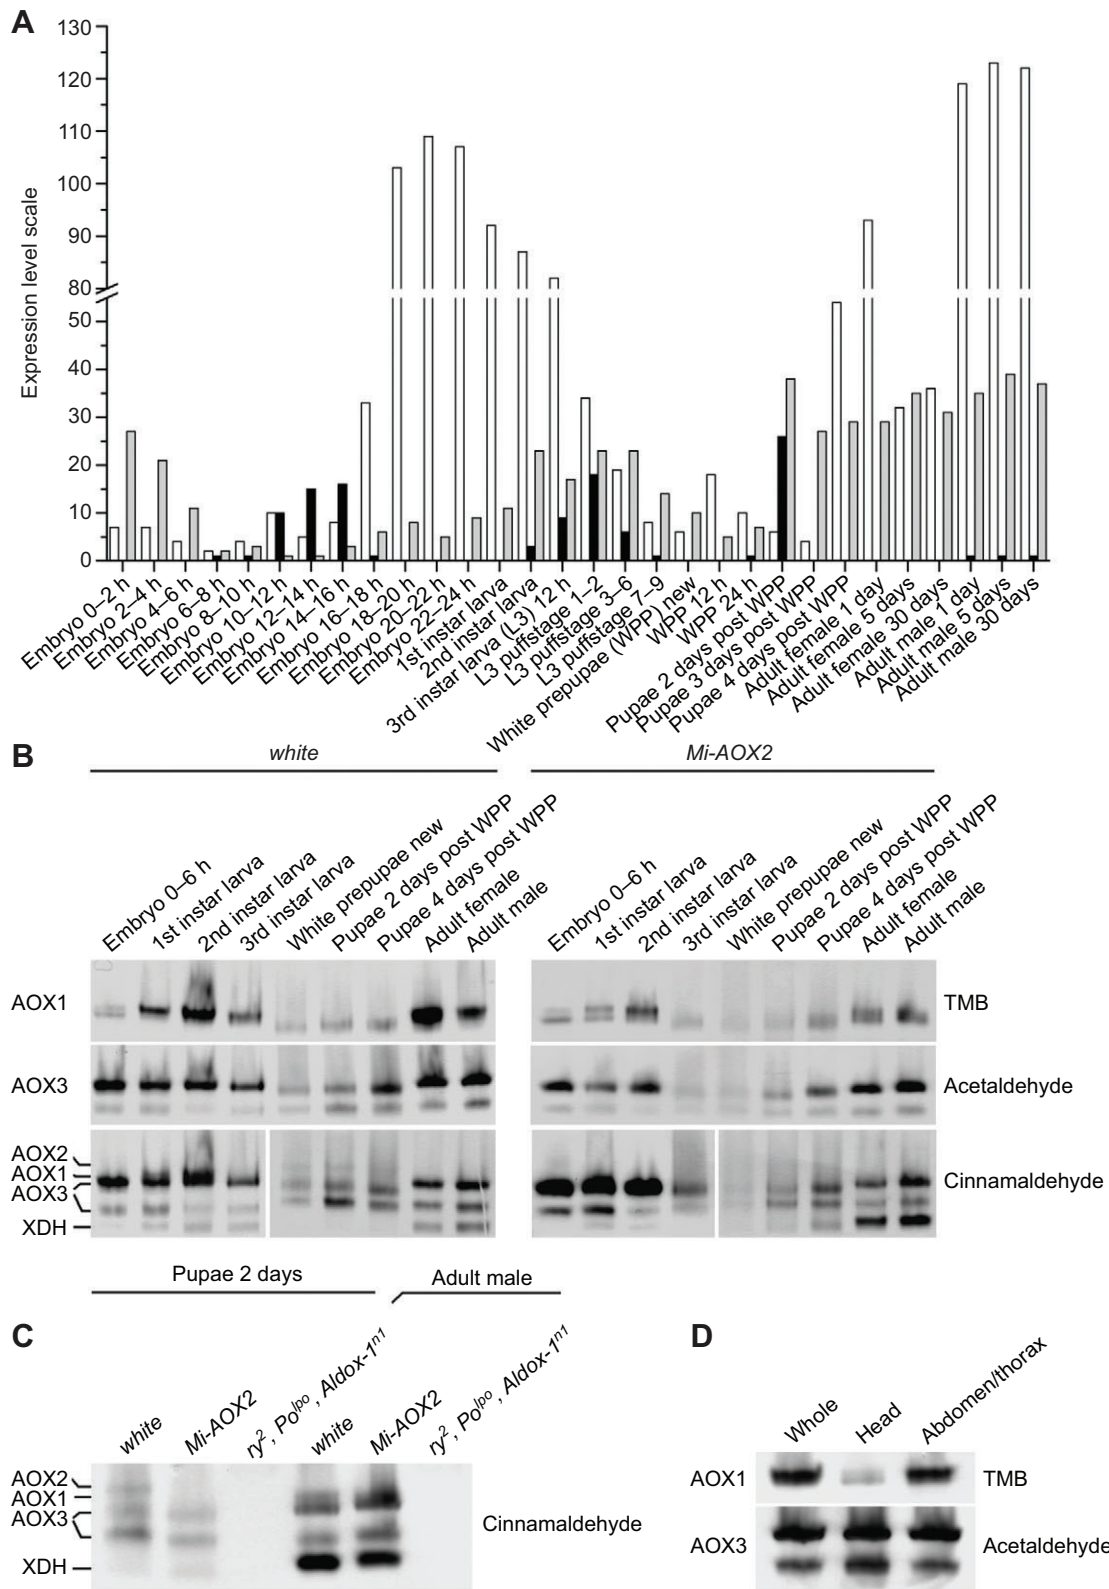 A
130
120
110
100
90
80
50
40
30
20
10
0
Expression level scale
Embryo 0–2 h
Embryo 2–4 h
Embryo 4–6 h
Embryo 6–8 h
Embryo 8–10 h
Embryo 10–12 h
Embryo 12–14 h
Embryo 14–16 h
Embryo 16–18 h
Embryo 18–20 h
Embryo 20–22 h
Embryo 22–24 h
1st instar larva
2nd instar larva
3rd instar larva (L3) 12 h
L3 puffstage 1–2
L3 puffstage 3–6
L3 puffstage 7–9
White prepupae (WPP) new
WPP 12 h
WPP 24 h
Pupae 2 days post WPP
Pupae 3 days post WPP
Pupae 4 days post WPP
Adult female 1 day
Adult female 5 days
Adult female 30 days
Adult male 1 day
Adult male 5 days
Adult male 30 days
B
white
Mi-AOX2
Embryo 0–6 h
1st instar larva
2nd instar larva
3rd instar larva
White prepupae new
Pupae 2 days post WPP
Pupae 4 days post WPP
Adult female
Adult male
Embryo 0–6 h
1st instar larva
2nd instar larva
3rd instar larva
White prepupae new
Pupae 2 days post WPP
Pupae 4 days post WPP
Adult female
Adult male
AOX1
TMB
AOX3
Acetaldehyde
AOX2
AOX1
AOX3
XDH
Cinnamaldehyde
Pupae 2 days
Adult male
C
white
Mi-AOX2
ry2, Polpo, Aldox-1n1
white
Mi-AOX2
ry2, Polpo, Aldox-1n1
AOX2
AOX1
AOX3
XDH
Cinnamaldehyde
D
Whole
Head
Abdomen/thorax
AOX1
TMB
AOX3
Acetaldehyde